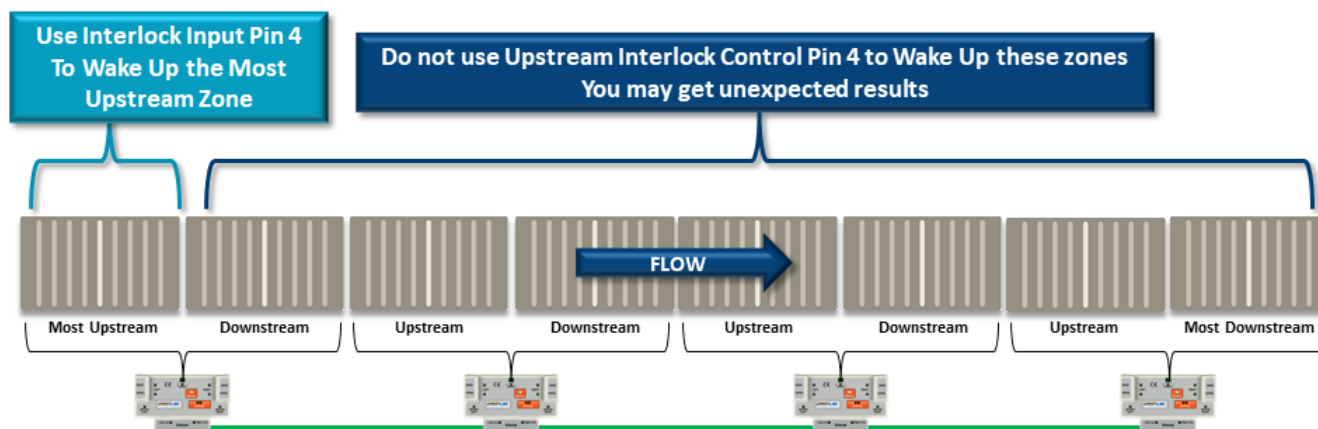 Use Interlock Input Pin 4
To Wake Up the Most
Upstream Zone
Do not use Upstream Interlock Control Pin 4 to Wake Up these zones
You may get unexpected results
FLOW
Most Upstream
Downstream
Upstream
Downstream
Upstream
Downstream
Upstream
Most Downstream